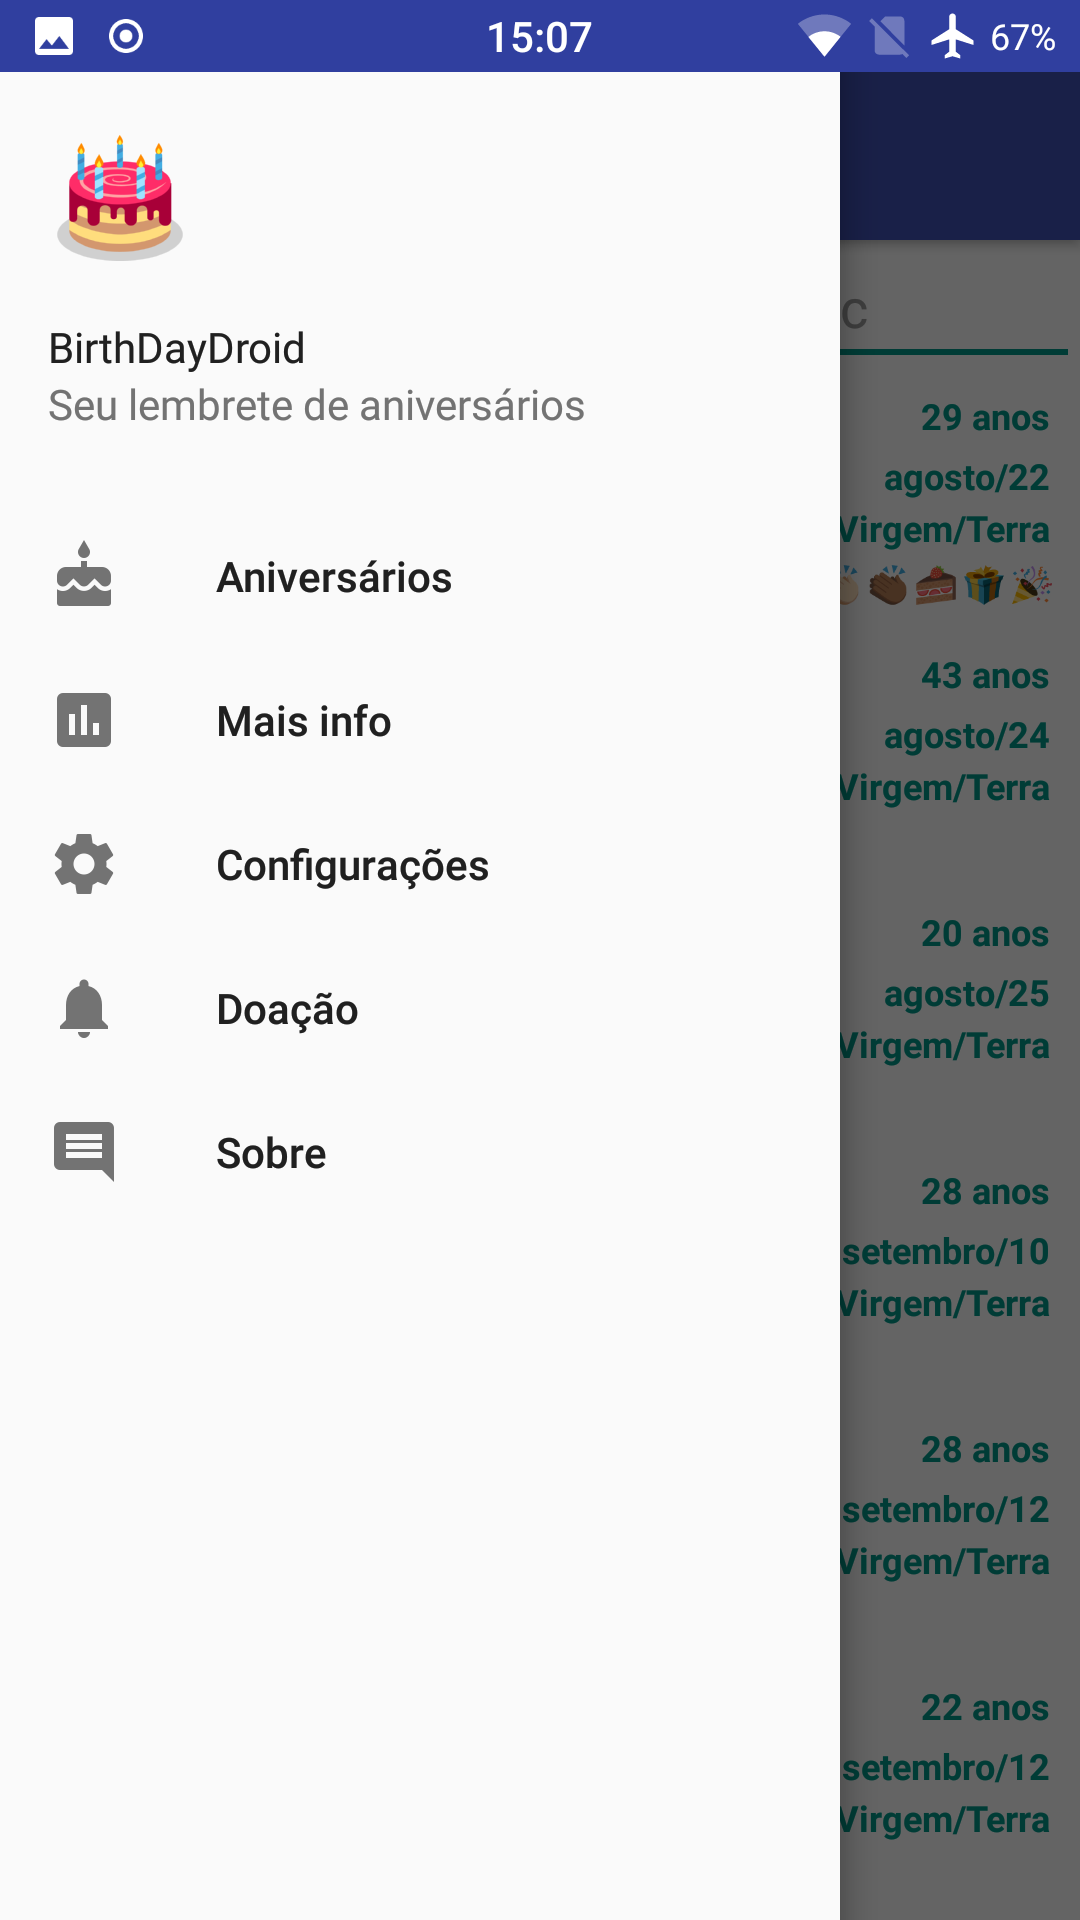 15:07
67%
BirthDayDroid
Seu lembrete de aniversários
Aniversários
Mais info
Configurações
Doação
Sobre
C
29 anos
agosto/22
Virgem/Terra
43 anos
agosto/24
Virgem/Terra
20 anos
agosto/25
Virgem/Terra
28 anos
setembro/10
Virgem/Terra
28 anos
setembro/12
Virgem/Terra
22 anos
setembro/12
Virgem/Terra